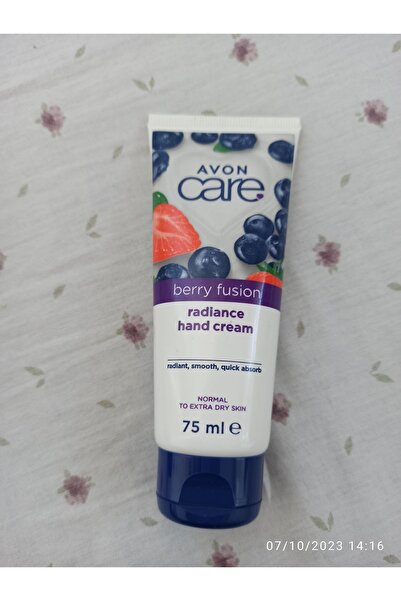 AVON
care
berry fusion
radiance
hand cream
radiant, smooth, quick absorb
NORMAL
TO EXTRA DRY SKIN
75 ml ℮
07/10/2023 14:16